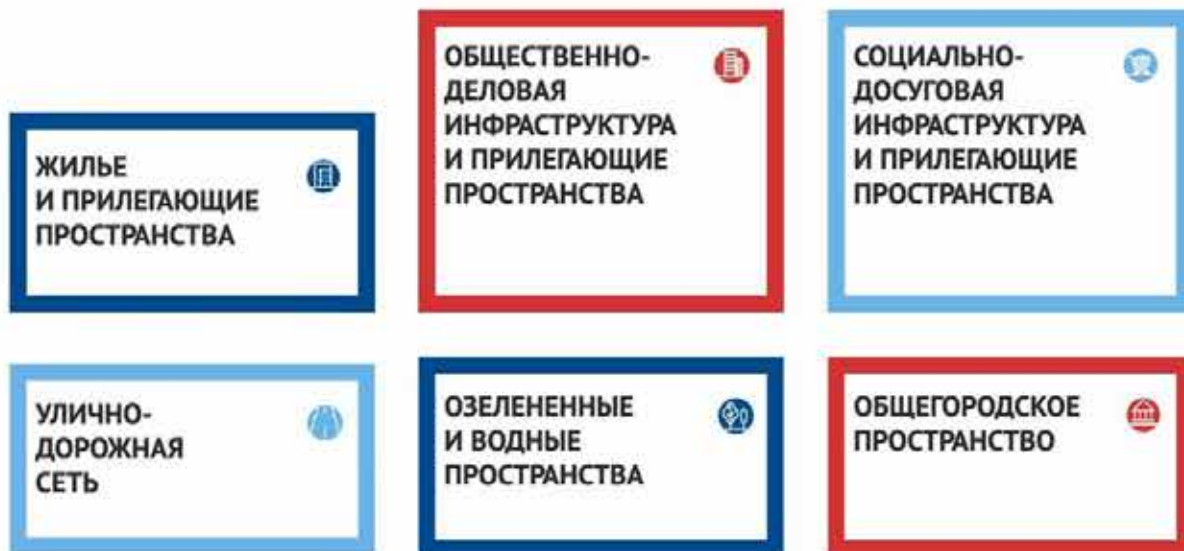 ЖИЛЬЕ
И ПРИЛЕГАЮЩИЕ
ПРОСТРАНСТВА
ОБЩЕСТВЕННО-
ДЕЛОВАЯ
ИНФРАСТРУКТУРА
И ПРИЛЕГАЮЩИЕ
ПРОСТРАНСТВА
СОЦИАЛЬНО-
ДОСУГОВАЯ
ИНФРАСТРУКТУРА
И ПРИЛЕГАЮЩИЕ
ПРОСТРАНСТВА
УЛИЧНО-
ДОРОЖНАЯ
СЕТЬ
ОЗЕЛЕНЕННЫЕ
И ВОДНЫЕ
ПРОСТРАНСТВА
ОБЩЕГОРОДСКОЕ
ПРОСТРАНСТВО